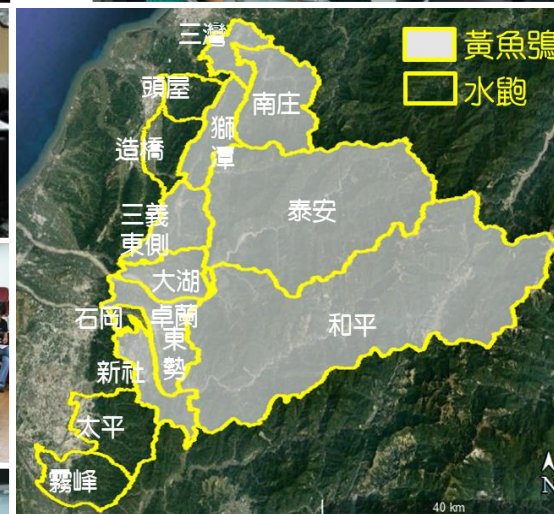 三灣
黃魚鴞
水鼩
頭屋
南庄
獅
潭
造橋
三義
東側
泰安
大湖
石岡
卓蘭
東
勢
和平
新社
太平
霧峰
N
40 km